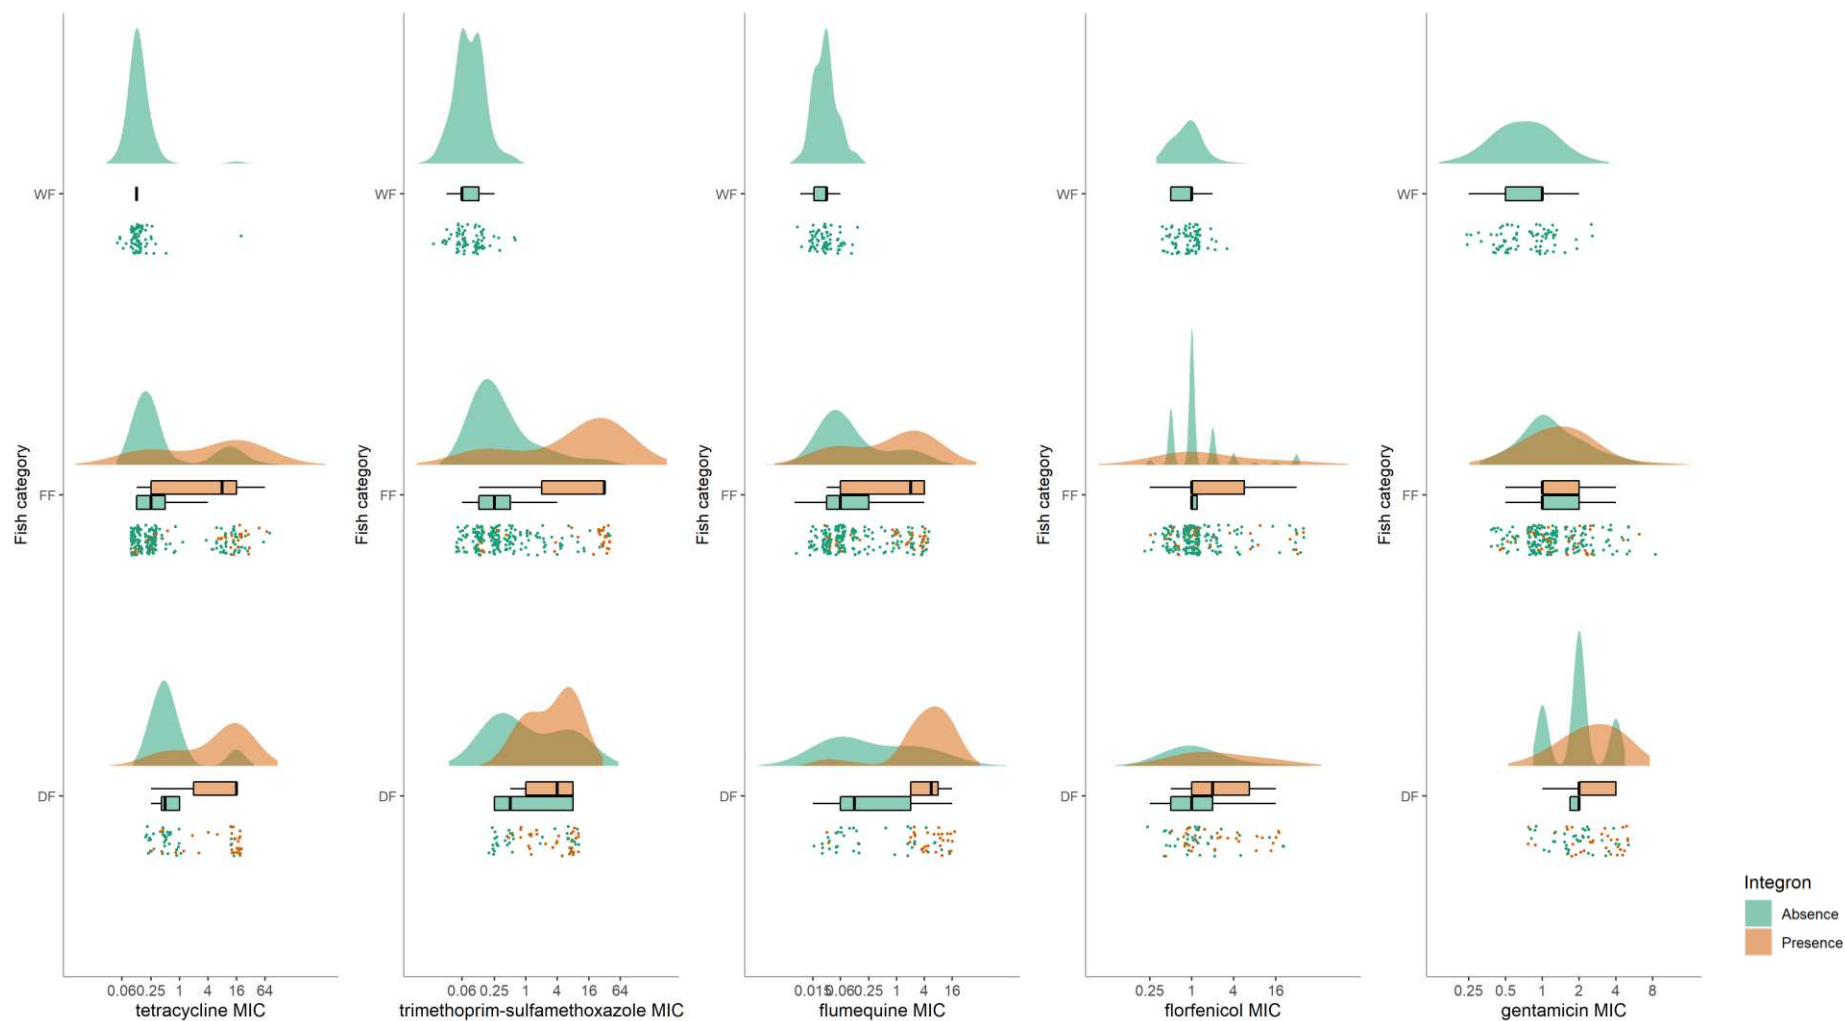 Fish category
WF
FF
DF
0.06 0.25 1 4 16 64
tetracycline MIC
Fish category
WF
FF
DF
0.06 0.25 1 4 16 64
trimethoprim-sulfamethoxazole MIC
Fish category
WF
FF
DF
0.015 0.06 0.25 1 4 16
flumequine MIC
Fish category
WF
FF
DF
0.25 1 4 16
florfenicol MIC
Fish category
WF
FF
DF
0.25 0.5 1 2 4 8
gentamicin MIC
Integron
Absence
Presence